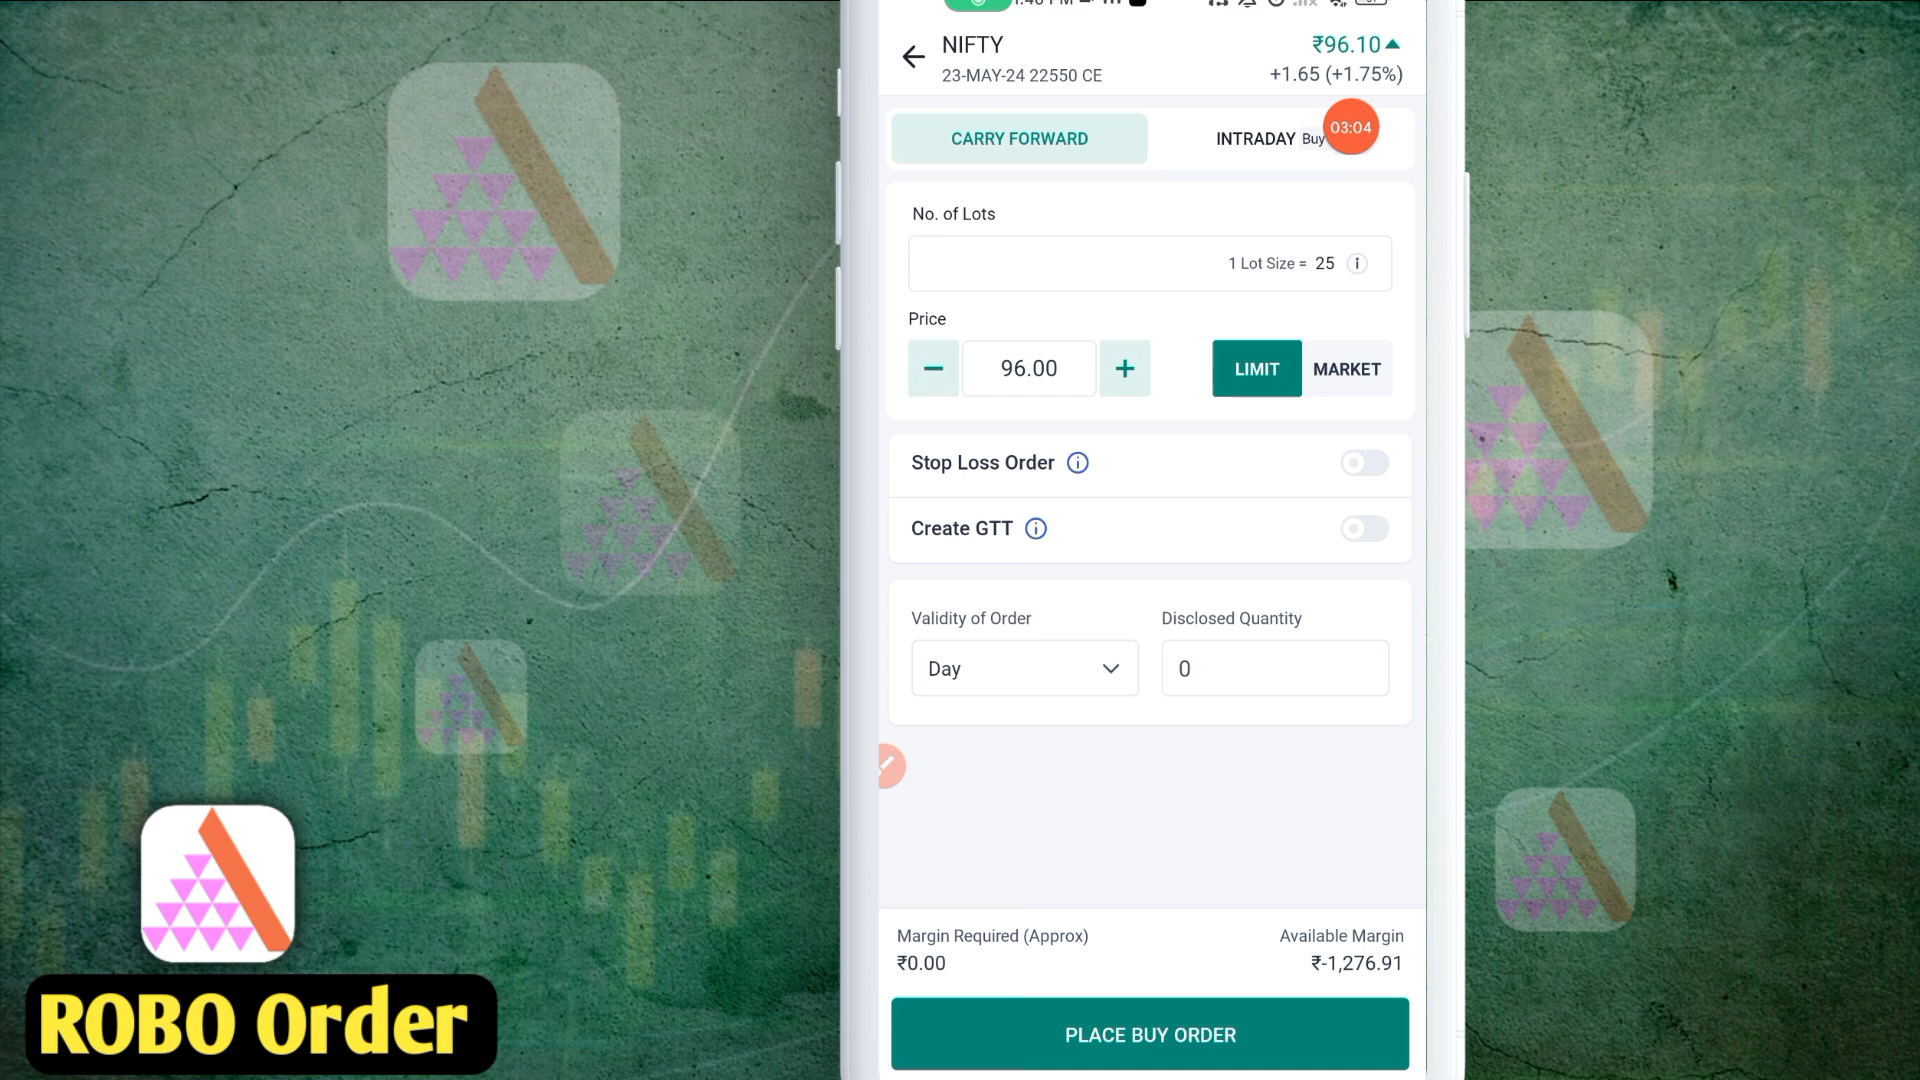 NIFTY
₹96.10
23-MAY-24 22550 CE
+1.65 (+1.75%)
CARRY FORWARD
INTRADAY Buy
03:04
No. of Lots
1 Lot Size = 25
Price
96.00
LIMIT
MARKET
Stop Loss Order
Create GTT
Validity of Order
Disclosed Quantity
Day
0
Margin Required (Approx)
Available Margin
₹0.00
₹-1,276.91
PLACE BUY ORDER
ROBO Order